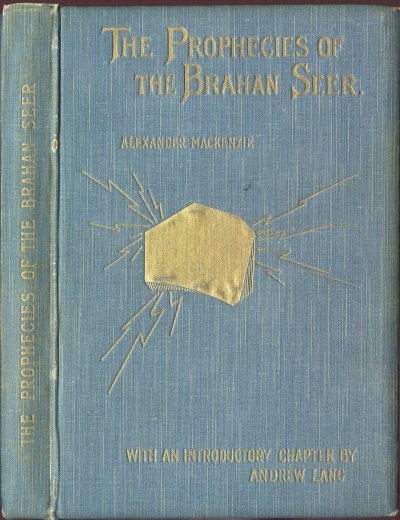 THE PROPHECIES OF THE BRAHAN SEER
THE PROPHECIES OF
THE BRAHAN SEER.
ALEXANDER MACKENZIE
WITH AN INTRODUCTORY CHAPTER BY
ANDREW LANG